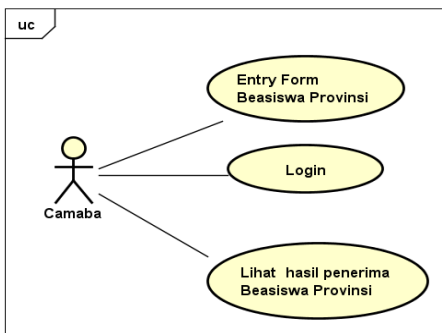 uc
Entry Form
Beasiswa Provinsi
Login
Camaba
Lihat hasil penerima
Beasiswa Provinsi